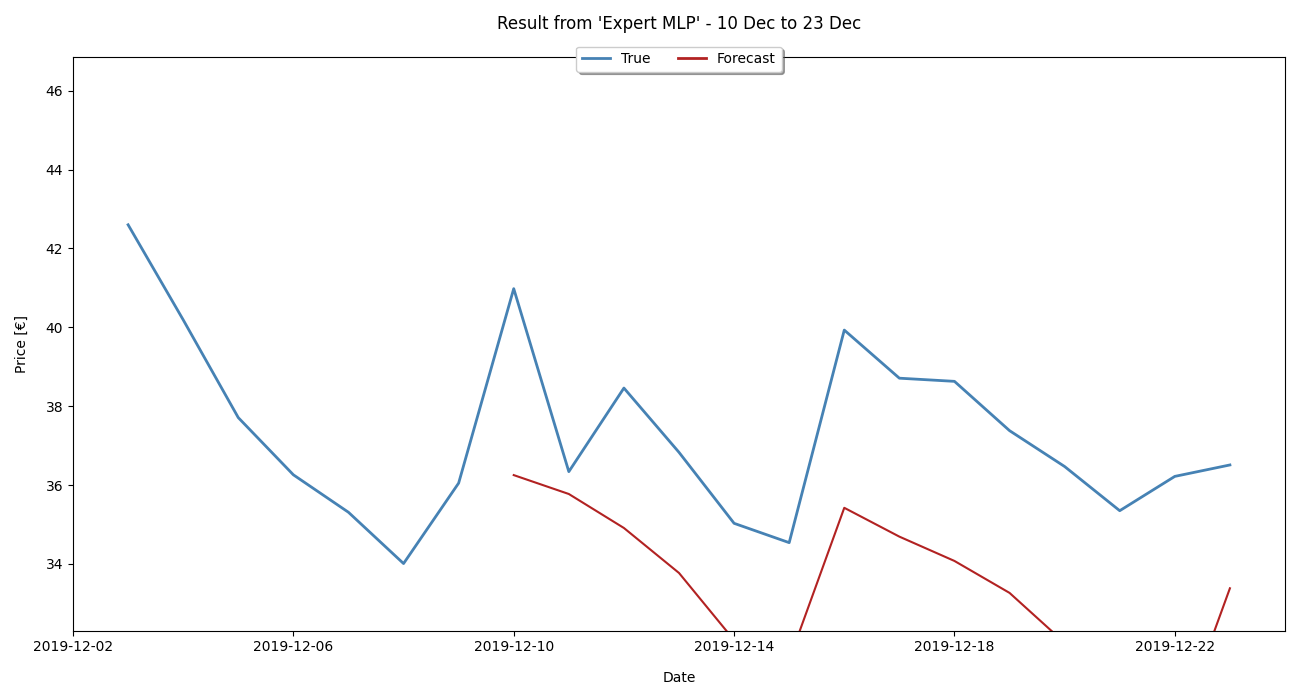 Result from 'Expert MLP' - 10 Dec to 23 Dec
True Forecast
46
44
42
40
38
36
34
Price [€]
2019-12-02 2019-12-06 2019-12-10 2019-12-14 2019-12-18 2019-12-22
Date